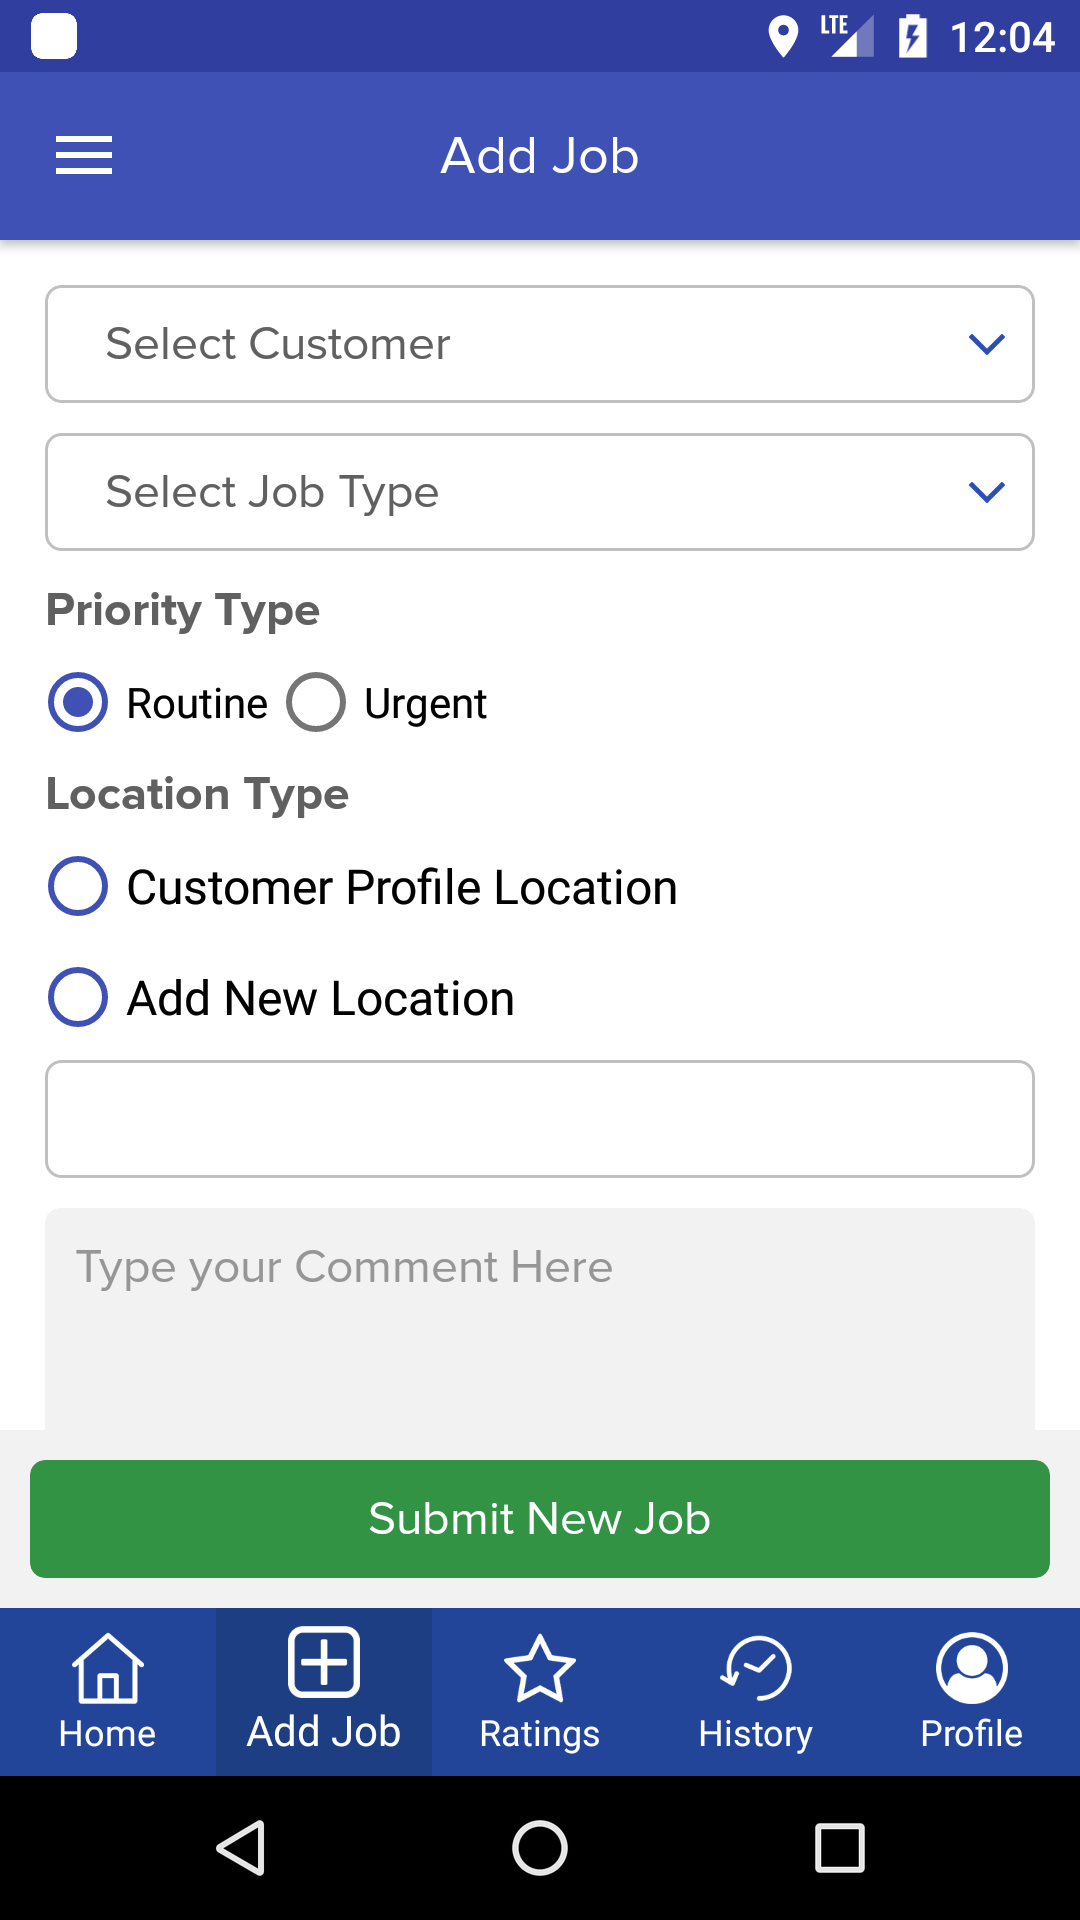 LTE 12:04
Add Job
Select Customer
Select Job Type
Priority Type
Routine Urgent
Location Type
Customer Profile Location
Add New Location
Type your Comment Here
Submit New Job
Home Add Job Ratings History Profile